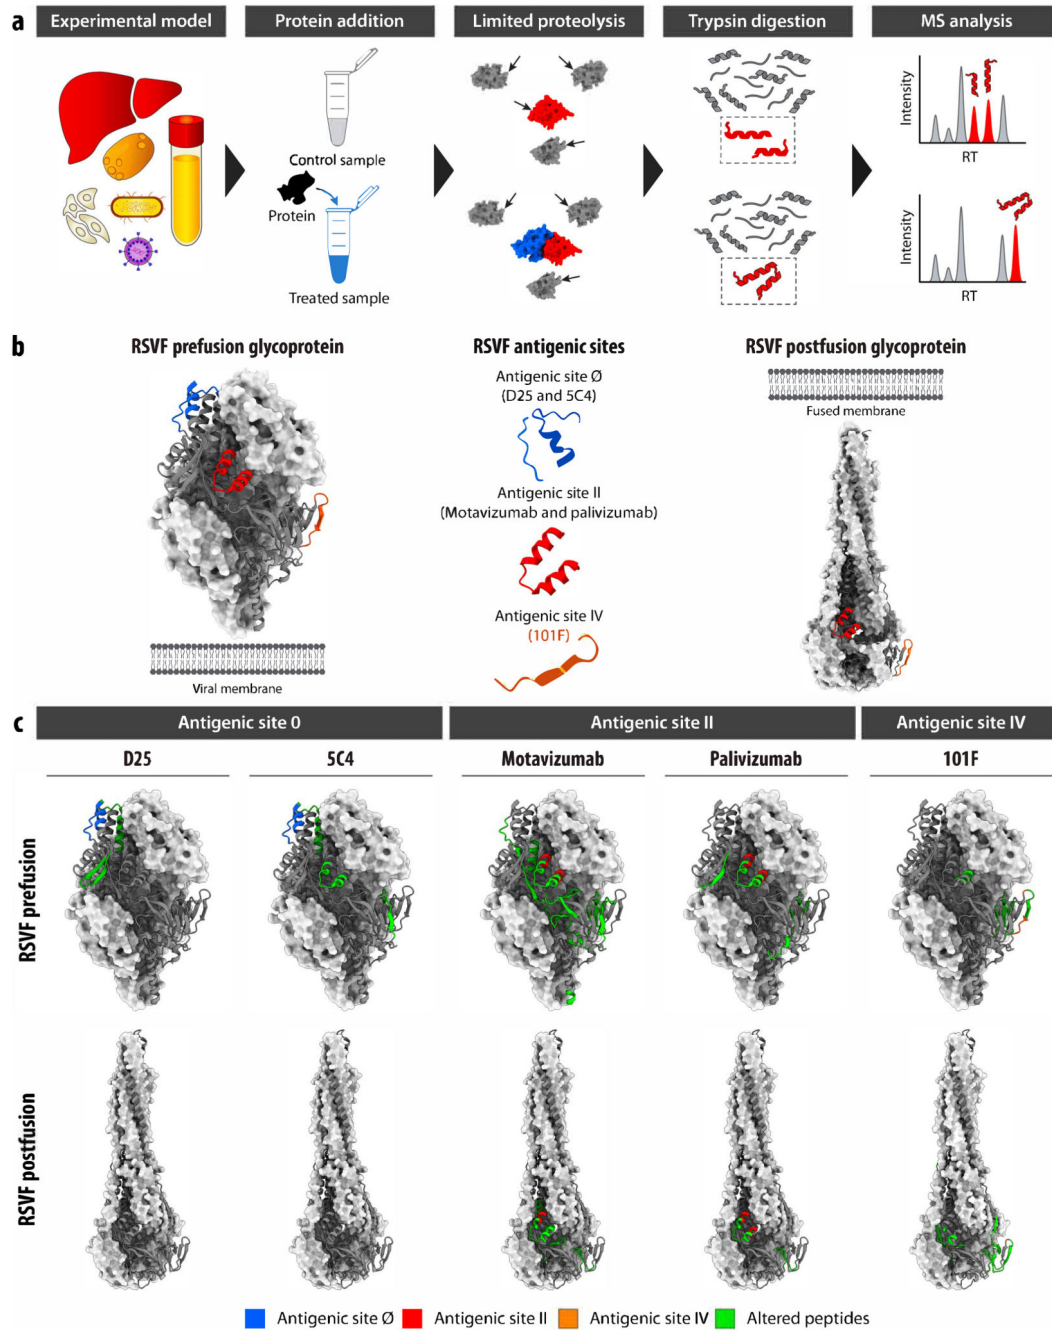 a
Experimental model
Protein addition
Limited proteolysis
Trypsin digestion
MS analysis
Control sample
Protein
Treated sample
Intensity
RT
Intensity
RT
b
RSVF prefusion glycoprotein
RSVF antigenic sites
RSVF postfusion glycoprotein
Antigenic site Ø
(D25 and 5C4)
Fused membrane
Antigenic site II
(Motavizumab and palivizumab)
Antigenic site IV
(101F)
Viral membrane
c
Antigenic site 0
Antigenic site II
Antigenic site IV
D25
5C4
Motavizumab
Palivizumab
101F
RSVF prefusion
RSVF postfusion
Antigenic site Ø
Antigenic site II
Antigenic site IV
Altered peptides